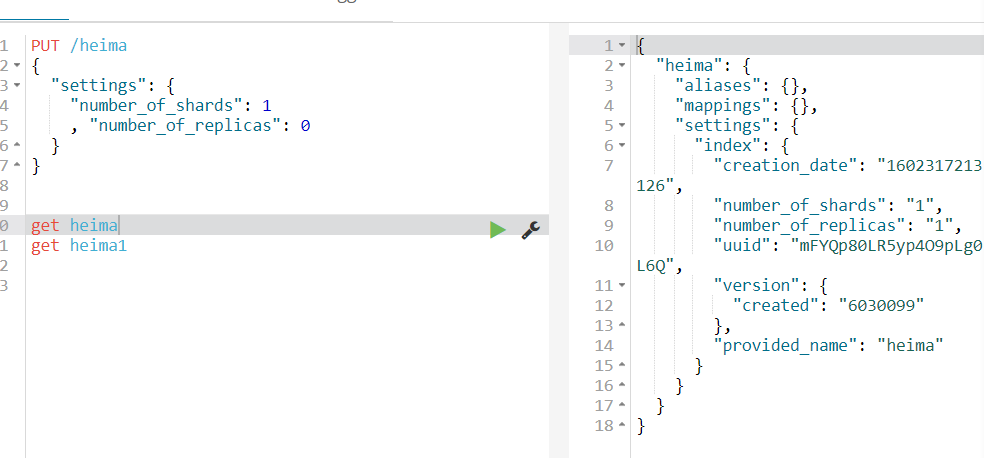 PUT /heima
{
"settings": {
"number_of_shards": 1
, "number_of_replicas": 0
}
}
get heima
get heima1
1
2
3
4
5
6
7
8
9
0
1
2
3
1 {
2 "heima": {
3 "aliases": {},
4 "mappings": {},
5 "settings": {
6 "index": {
7 "creation_date": "1602317213
126",
8 "number_of_shards": "1",
9 "number_of_replicas": "1",
10 "uuid": "mFYQp80LR5yp4O9pLg0
L6Q",
11 "version": {
12 "created": "6030099"
13 },
14 "provided_name": "heima"
15 }
16 }
17 }
18 }